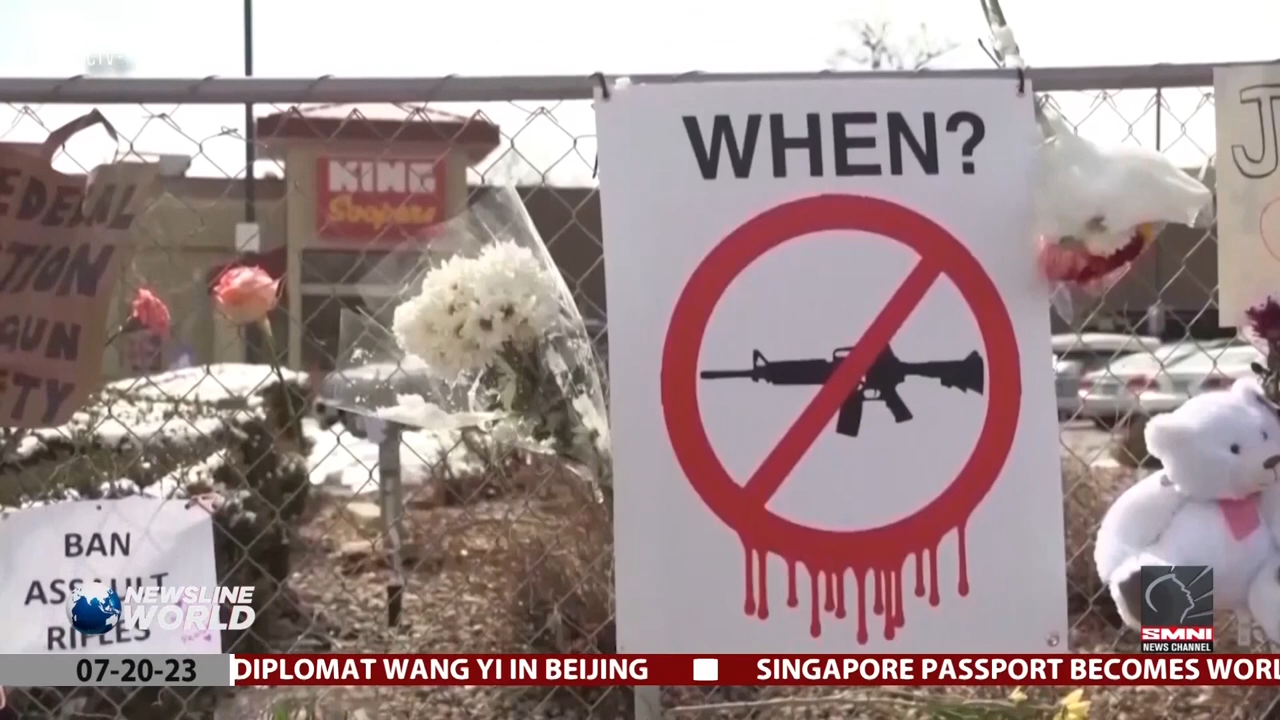 WHEN?
KING
Soopers
EDERAL
TION
GUN
ETY
BAN
ASSAULT
RIFLES
J
NEWSLINE
WORLD
SMNI
NEWS CHANNEL
07-20-23
DIPLOMAT WANG YI IN BEIJING
SINGAPORE PASSPORT BECOMES WORL